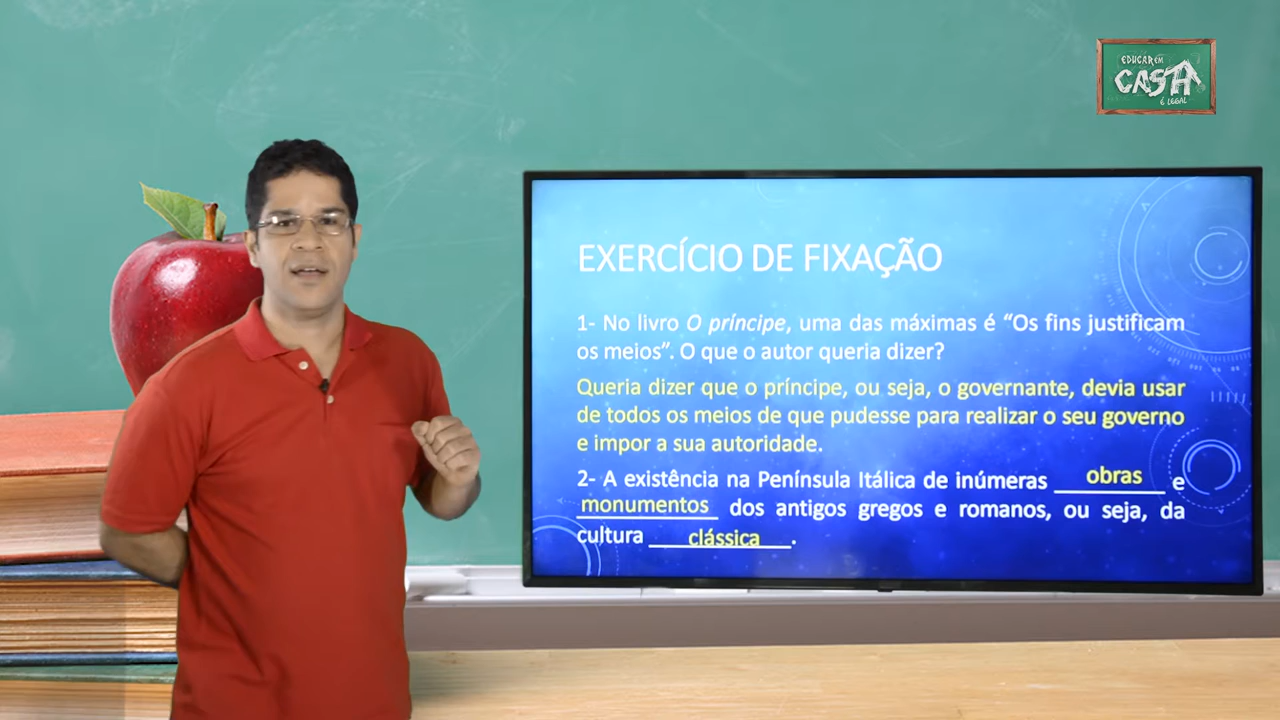 EDUCAR EM
CASA
É LEGAL
EXERCÍCIO DE FIXAÇÃO
1- No livro O príncipe, uma das máximas é “Os fins justificam
os meios”. O que o autor queria dizer?
Queria dizer que o príncipe, ou seja, o governante, devia usar
de todos os meios de que pudesse para realizar o seu governo
e impor a sua autoridade.
2- A existência na Península Itálica de inúmeras obras e
monumentos dos antigos gregos e romanos, ou seja, da
cultura clássica.